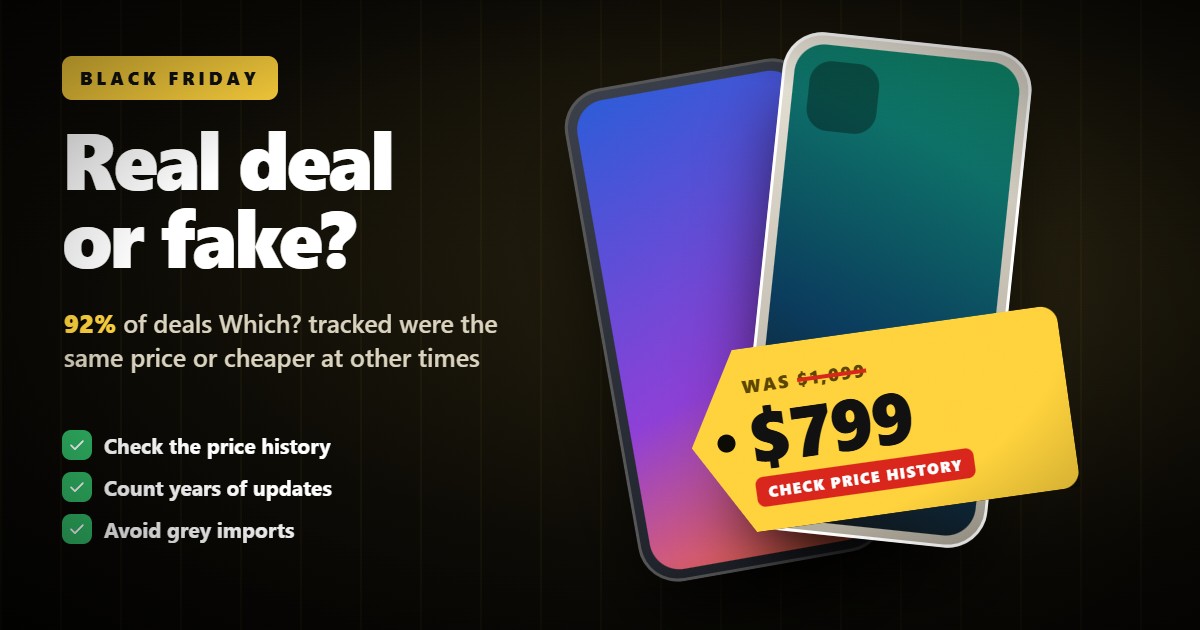 BLACK FRIDAY
Real deal
or fake?
92% of deals Which? tracked were the
same price or cheaper at other times
Check the price history
Count years of updates
Avoid grey imports
WAS $1,099
$799
CHECK PRICE HISTORY